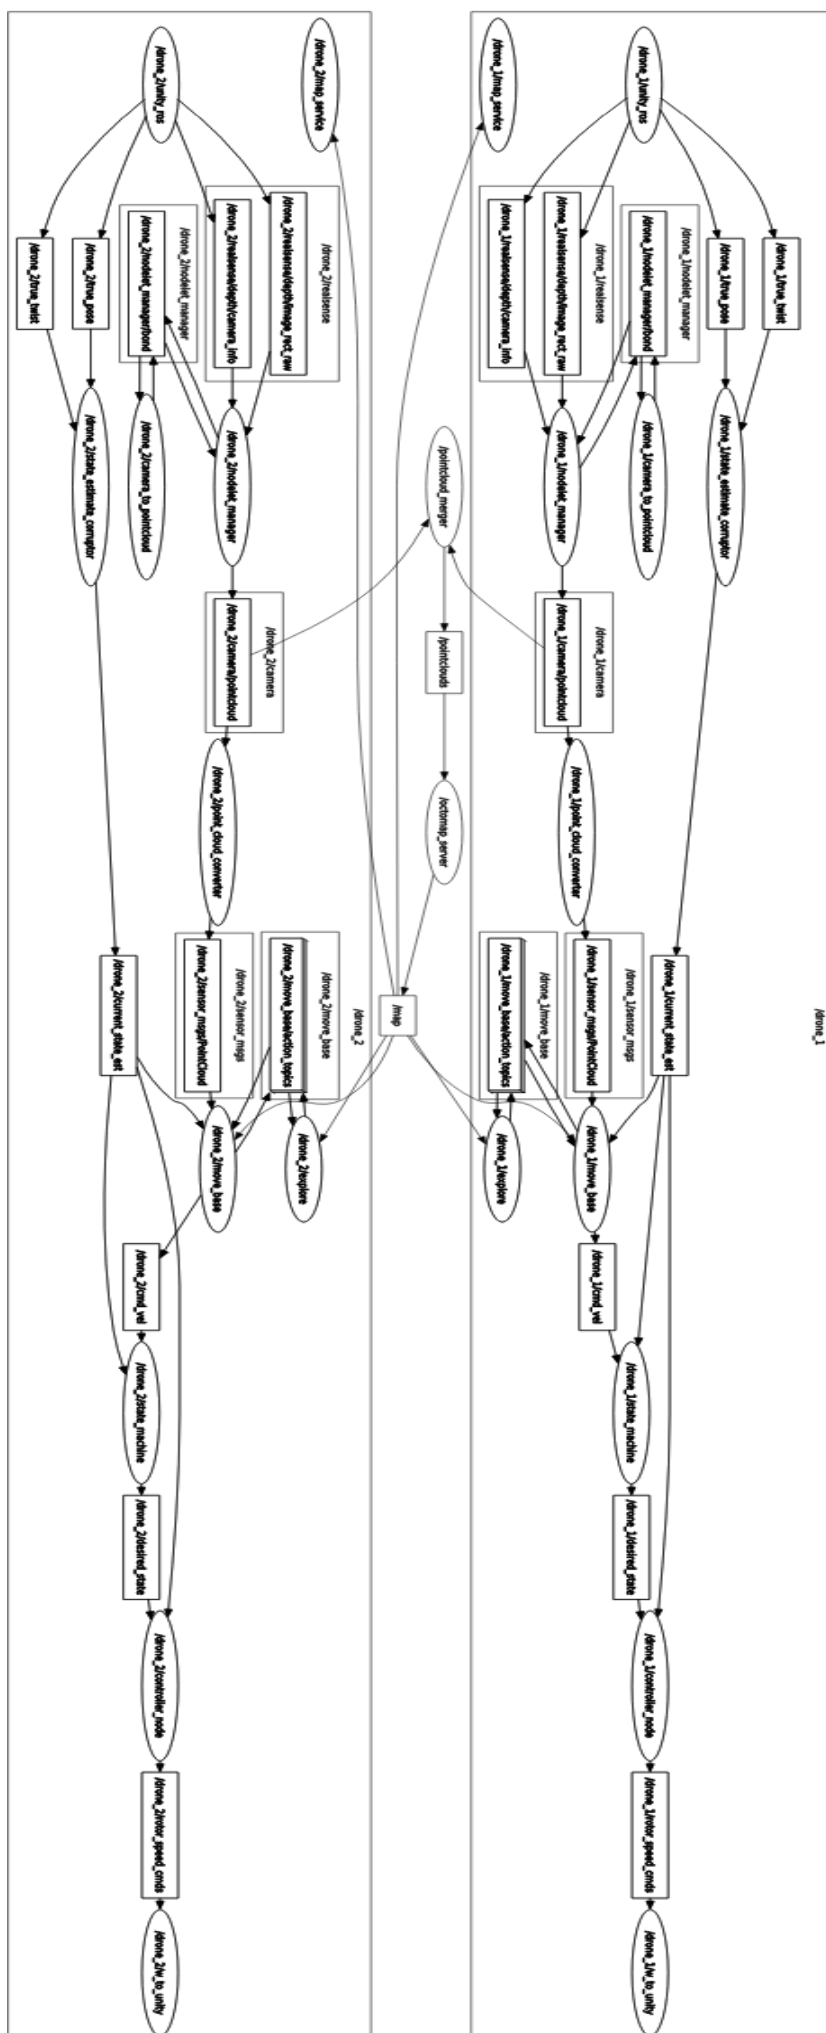 /drone_1
/drone_1/true_twist
/drone_1/true_pose
/drone_1/unity_ros
/drone_1/nodelet_manager
/drone_1/nodelet_manager/bond
/drone_1/realsense
/drone_1/realsense/depth/image_rect_raw
/drone_1/realsense/depth/camera_info
/drone_1/map_service
/drone_1/state_estimate_corruptor
/drone_1/camera_to_pointcloud
/drone_1/nodelet_manager
/drone_1/camera
/drone_1/camera/pointcloud
/drone_1/point_cloud_converter
/drone_1/current_state_est
/drone_1/sensor_msgs
/drone_1/sensor_msgs/PointCloud
/drone_1/move_base
/drone_1/move_base/action_topics
/drone_1/move_base
/drone_1/explore
/drone_1/cmd_vel
/drone_1/state_machine
/drone_1/desired_state
/drone_1/controller_node
/drone_1/rotor_speed_cmds
/drone_1/w_to_unity
/pointcloud_merger
/pointclouds
/octomap_server
/map
/drone_2
/drone_2/map_service
/drone_2/unity_ros
/drone_2/realsense
/drone_2/realsense/depth/image_rect_raw
/drone_2/realsense/depth/camera_info
/drone_2/nodelet_manager
/drone_2/nodelet_manager/bond
/drone_2/true_pose
/drone_2/true_twist
/drone_2/nodelet_manager
/drone_2/camera_to_pointcloud
/drone_2/state_estimate_corruptor
/drone_2/camera
/drone_2/camera/pointcloud
/drone_2/point_cloud_converter
/drone_2/move_base
/drone_2/move_base/action_topics
/drone_2/sensor_msgs
/drone_2/sensor_msgs/PointCloud
/drone_2/current_state_est
/drone_2/explore
/drone_2/move_base
/drone_2/cmd_vel
/drone_2/state_machine
/drone_2/desired_state
/drone_2/controller_node
/drone_2/rotor_speed_cmds
/drone_2/w_to_unity